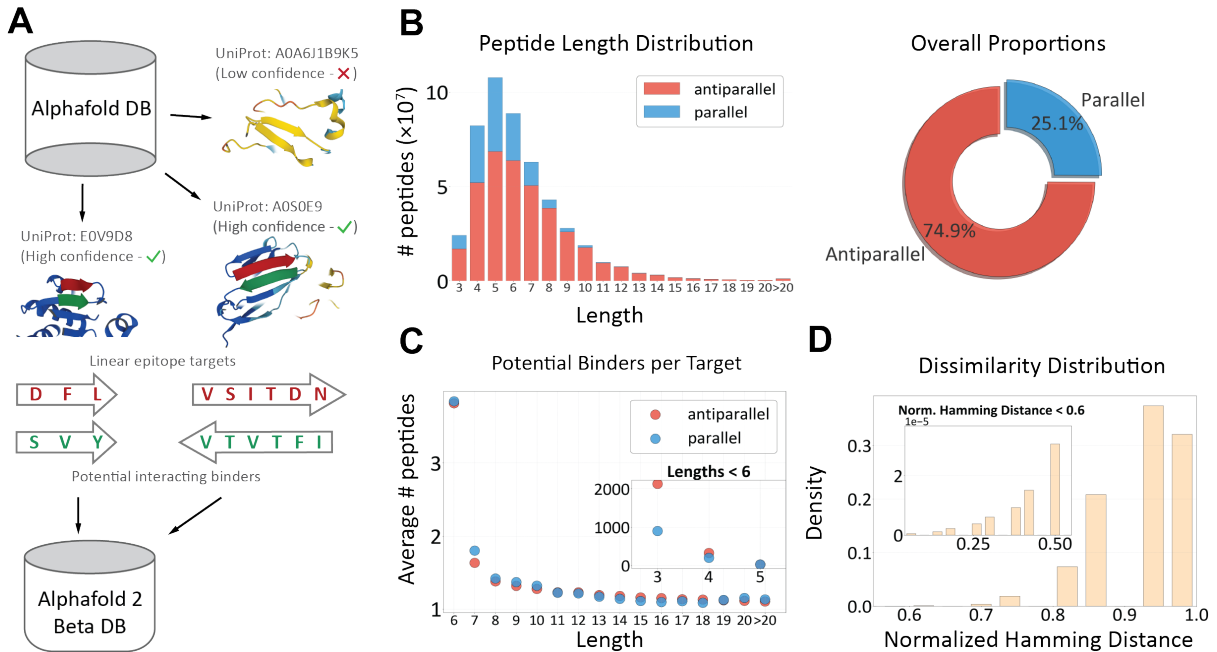 A
UniProt: A0A6J1B9K5
(Low confidence - ✗)
Alphafold DB
UniProt: A0S0E9
(High confidence - ✓)
UniProt: E0V9D8
(High confidence - ✓)
Linear epitope targets
D F L
V S I T D N
S V Y
V T V T F I
Potential interacting binders
Alphafold 2
Beta DB
B
Peptide Length Distribution
antiparallel
parallel
# peptides (×10⁷)
10
5
0
3 4 5 6 7 8 9 10 11 12 13 14 15 16 17 18 19 20 >20
Length
Overall Proportions
Parallel
25.1%
74.9%
Antiparallel
C
Potential Binders per Target
antiparallel
parallel
Average # peptides
3
2
1
Lengths < 6
2000
1000
0
3 4 5
6 7 8 9 10 11 12 13 14 15 16 17 18 19 20 >20
Length
D
Dissimilarity Distribution
Norm. Hamming Distance < 0.6
1e−5
2
0
0.25 0.50
Density
0.3
0.2
0.1
0.0
0.6 0.7 0.8 0.9 1.0
Normalized Hamming Distance